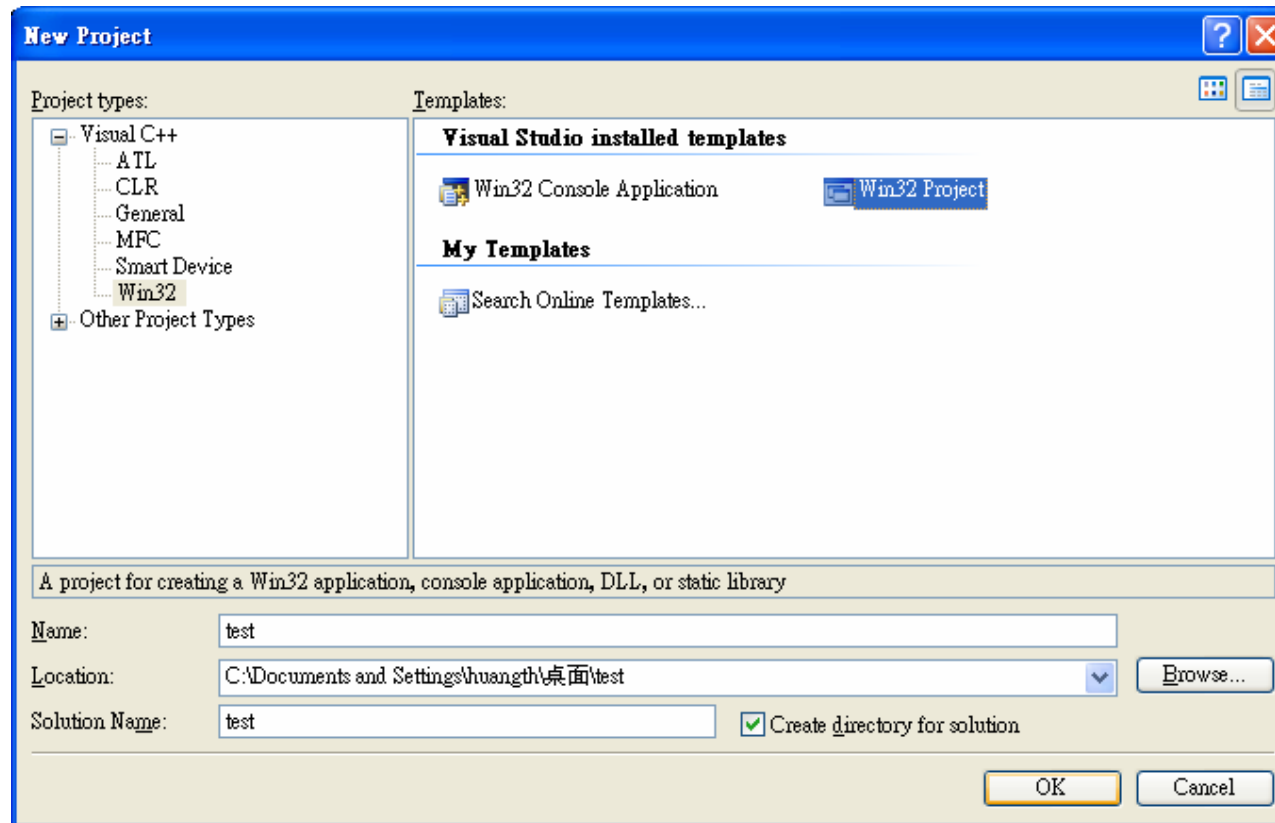 New Project
Project types:
Templates:
Visual C++
ATL
CLR
General
MFC
Smart Device
Win32
Other Project Types
Visual Studio installed templates
Win32 Console Application
Win32 Project
My Templates
Search Online Templates...
A project for creating a Win32 application, console application, DLL, or static library
Name:
test
Location:
C:\Documents and Settings\huangth\桌面\test
Browse...
Solution Name:
test
Create directory for solution
OK
Cancel